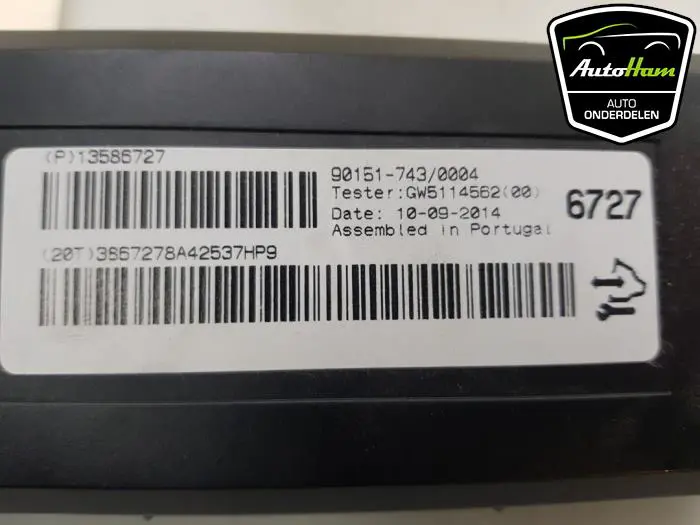 AutoHam
AUTO
ONDERDELEN
(P)13586727
90151-743/0004
Tester:GW5114562(00)
6727
Date: 10-09-2014
Assembled in Portugal
(20T)3867278A42537HP9